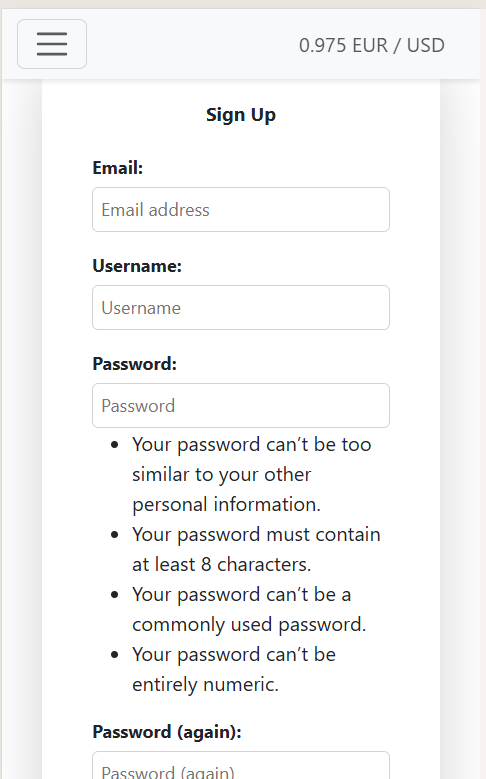 0.975 EUR / USD
Sign Up
Email:
Email address
Username:
Username
Password:
Password
Your password can’t be too
similar to your other
personal information.
Your password must contain
at least 8 characters.
Your password can’t be a
commonly used password.
Your password can’t be
entirely numeric.
Password (again):
Password (again)